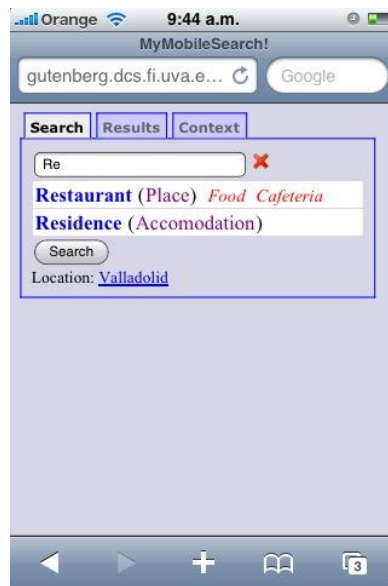 Orange 9:44 a.m.
MyMobileSearch!
gutenberg.dcs.fi.uva.e... Google
Search Results Context
Re
Restaurant (Place) Food Cafeteria
Residence (Accomodation)
Search
Location: Valladolid
3